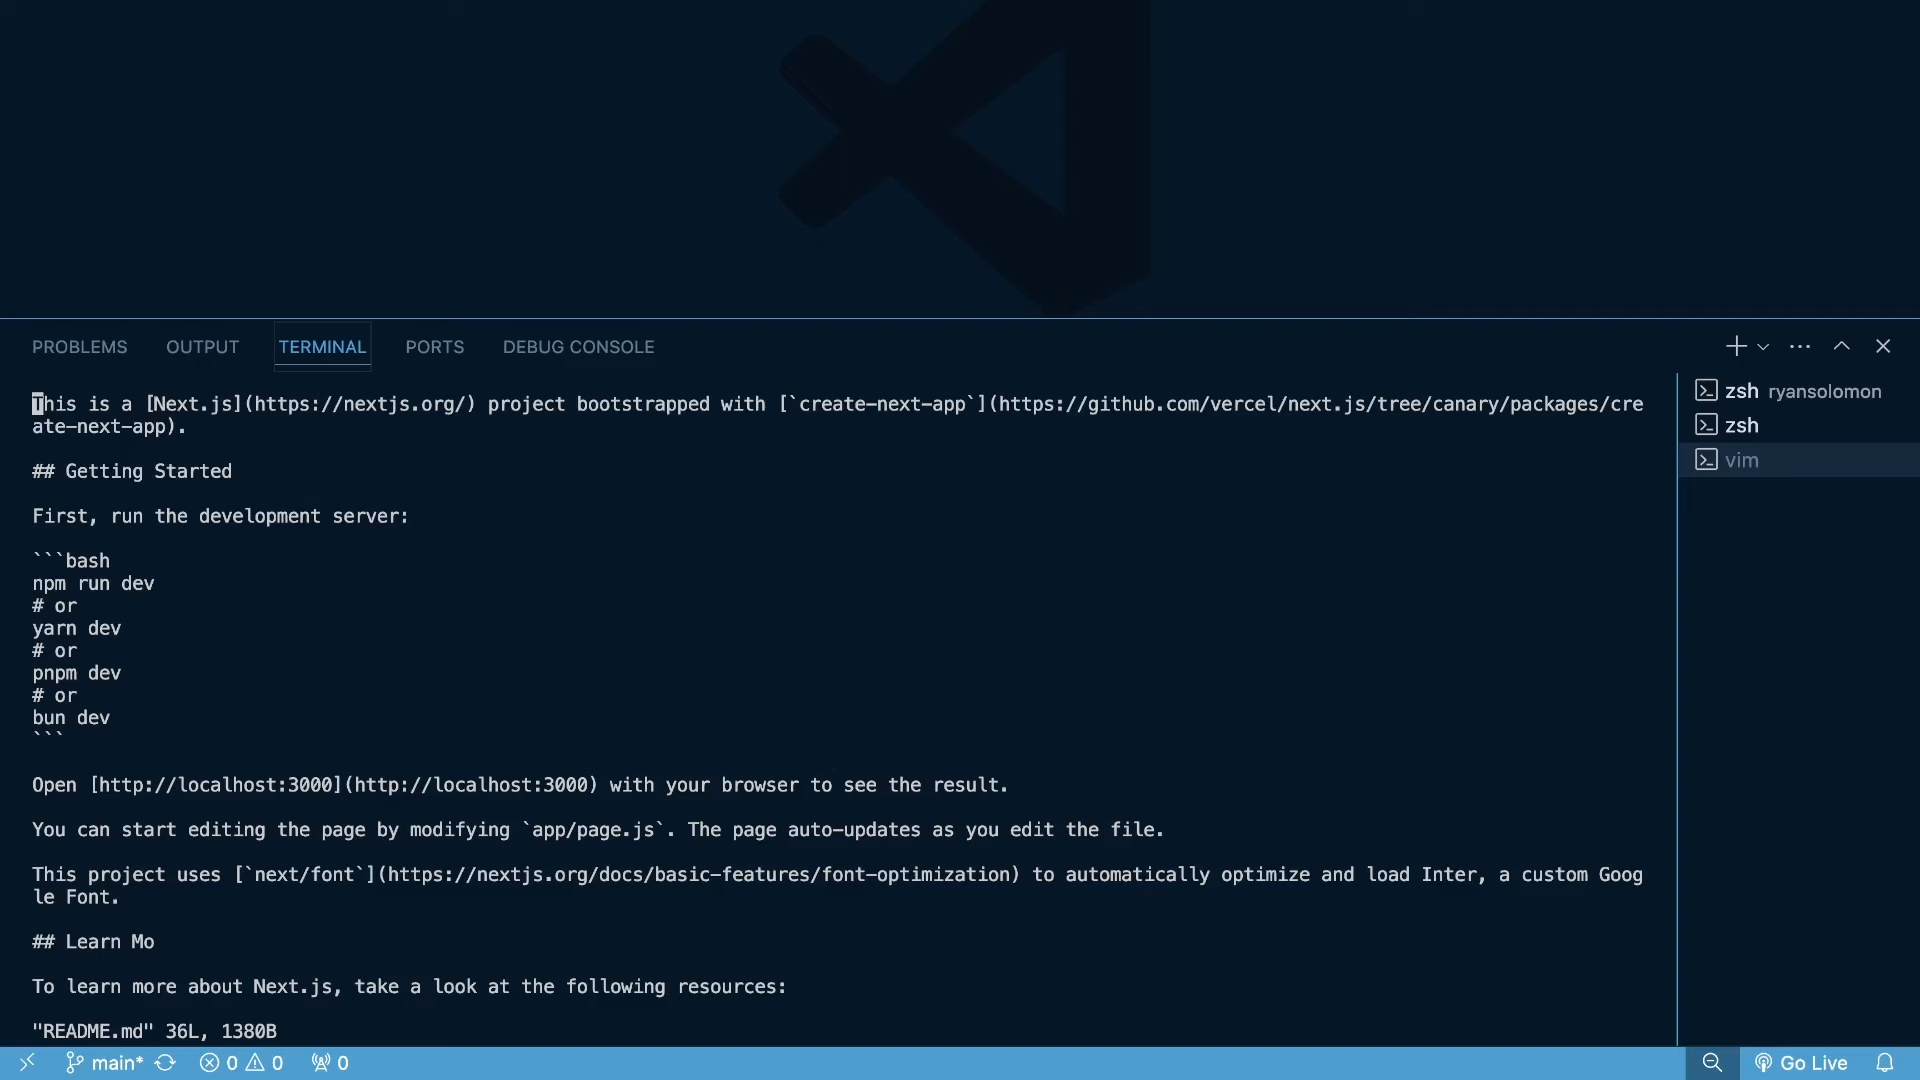 PROBLEMS OUTPUT TERMINAL PORTS DEBUG CONSOLE
This is a [Next.js](https://nextjs.org/) project bootstrapped with [`create-next-app`](https://github.com/vercel/next.js/tree/canary/packages/cre
ate-next-app).
## Getting Started
First, run the development server:
```bash
npm run dev
# or
yarn dev
# or
pnpm dev
# or
bun dev
```
Open [http://localhost:3000](http://localhost:3000) with your browser to see the result.
You can start editing the page by modifying `app/page.js`. The page auto-updates as you edit the file.
This project uses [`next/font`](https://nextjs.org/docs/basic-features/font-optimization) to automatically optimize and load Inter, a custom Goog
le Font.
## Learn Mo
To learn more about Next.js, take a look at the following resources:
"README.md" 36L, 1380B
zsh ryansolomon
zsh
vim
main* 0 0 0 Go Live